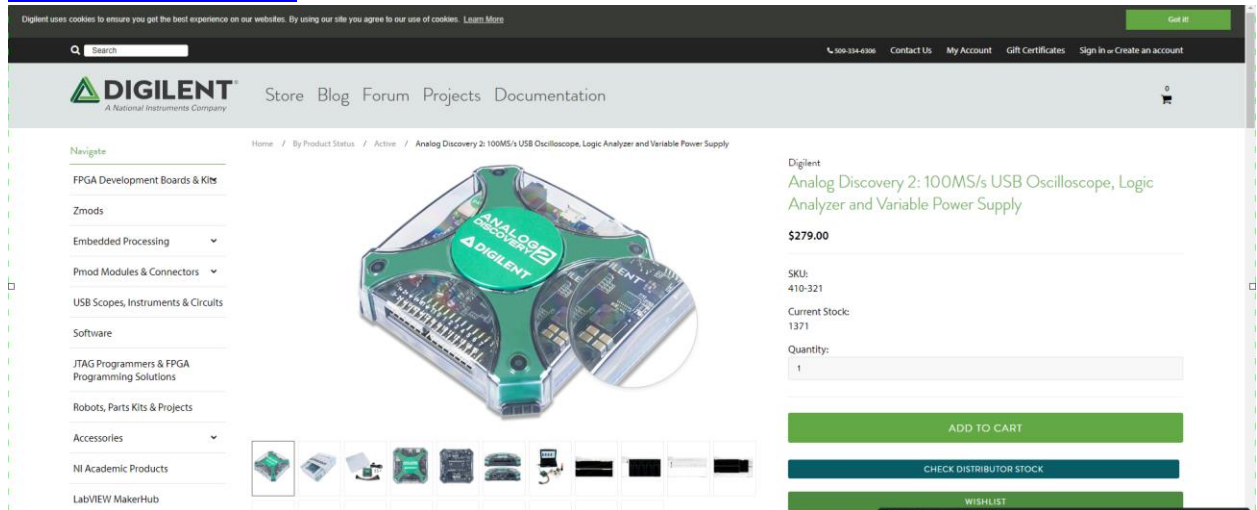 Digilent uses cookies to ensure you get the best experience on our websites. By using our site you agree to our use of cookies. Learn More
Got it!
Search
509-334-6306 Contact Us My Account Gift Certificates Sign in or Create an account
DIGILENT®
A National Instruments Company
Store Blog Forum Projects Documentation
0
Navigate
FPGA Development Boards & Kits
Zmods
Embedded Processing
Pmod Modules & Connectors
USB Scopes, Instruments & Circuits
Software
JTAG Programmers & FPGA
Programming Solutions
Robots, Parts Kits & Projects
Accessories
NI Academic Products
LabVIEW MakerHub
Home / By Product Status / Active / Analog Discovery 2: 100MS/s USB Oscilloscope, Logic Analyzer and Variable Power Supply
ANALOG
DISCOVERY 2
DIGILENT
Digilent
Analog Discovery 2: 100MS/s USB Oscilloscope, Logic
Analyzer and Variable Power Supply
$279.00
SKU:
410-321
Current Stock:
1371
Quantity:
1
ADD TO CART
CHECK DISTRIBUTOR STOCK
WISHLIST